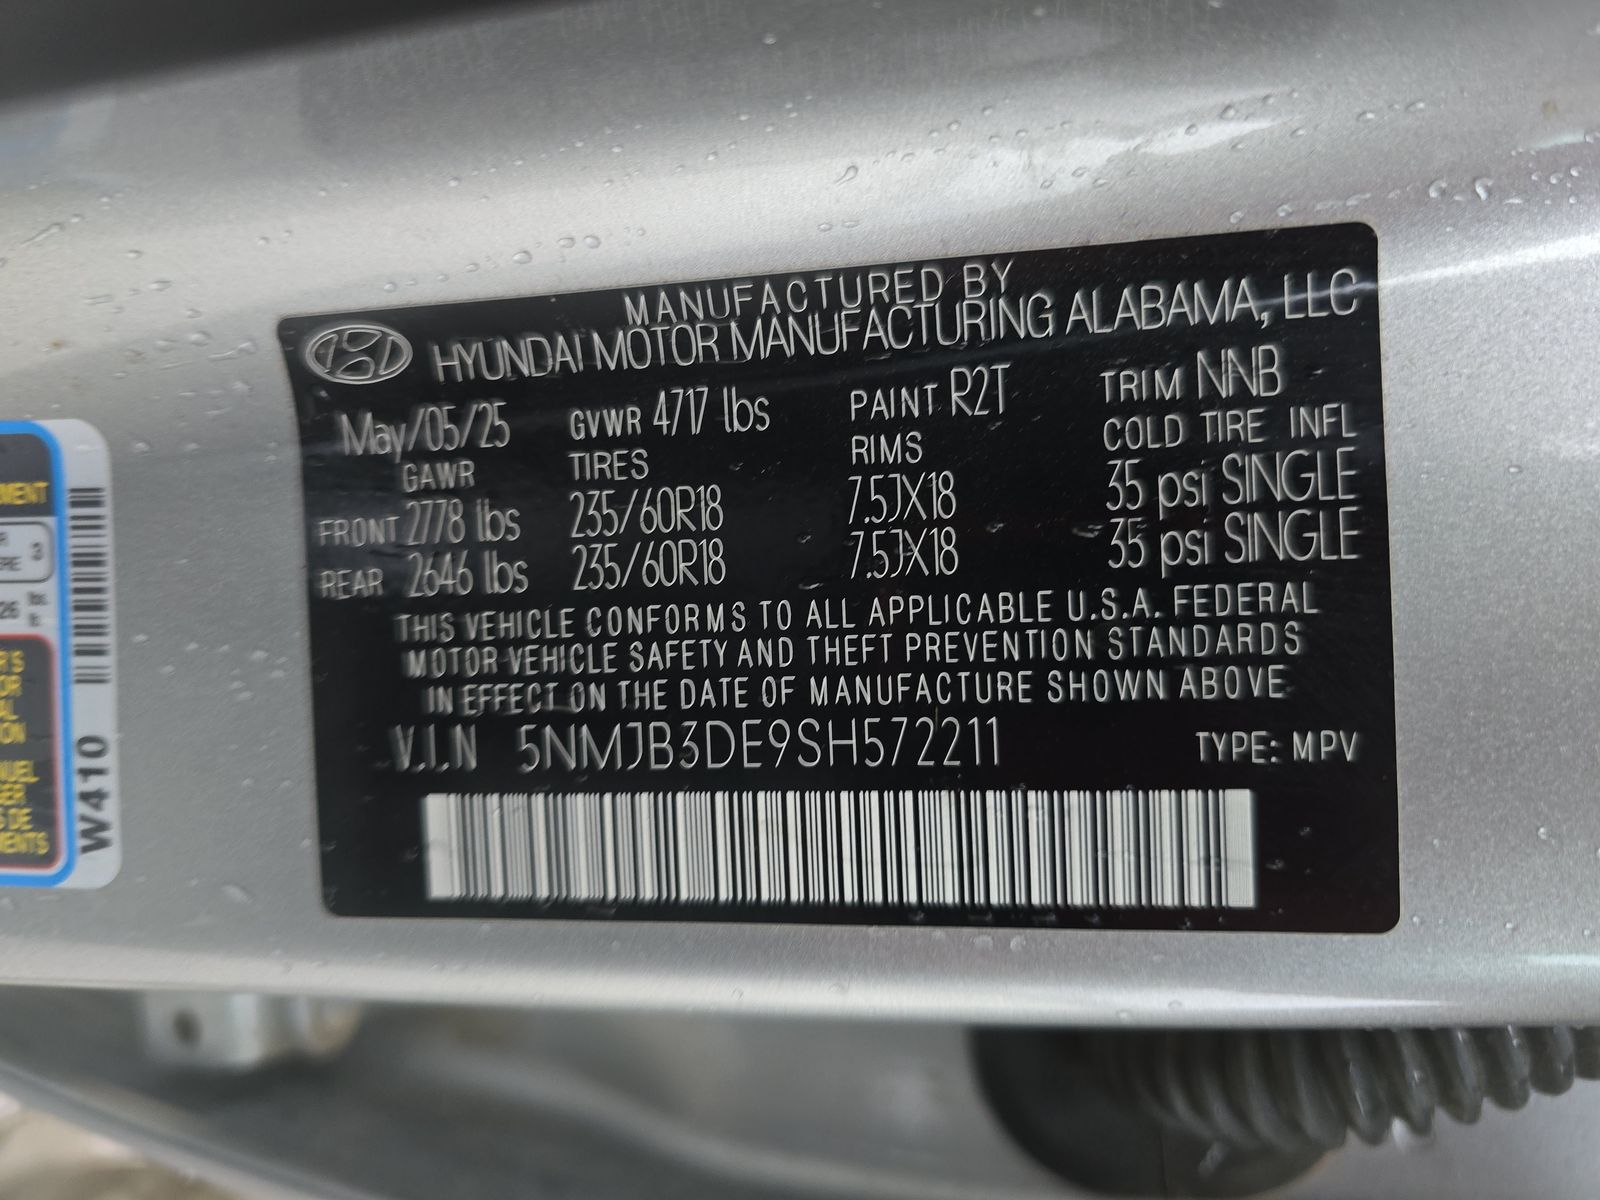 MANUFACTURED BY
HYUNDAI MOTOR MANUFACTURING ALABAMA, LLC
May/05/25 GVWR 4717 lbs PAINT R2T TRIM NNB
GAWR TIRES RIMS COLD TIRE INFL
FRONT 2778 lbs 235/60R18 7.5JX18 35 psi SINGLE
REAR 2646 lbs 235/60R18 7.5JX18 35 psi SINGLE
THIS VEHICLE CONFORMS TO ALL APPLICABLE U.S.A. FEDERAL
MOTOR VEHICLE SAFETY AND THEFT PREVENTION STANDARDS
IN EFFECT ON THE DATE OF MANUFACTURE SHOWN ABOVE
V.I.N 5NMJB3DE9SH572211 TYPE: MPV
W410